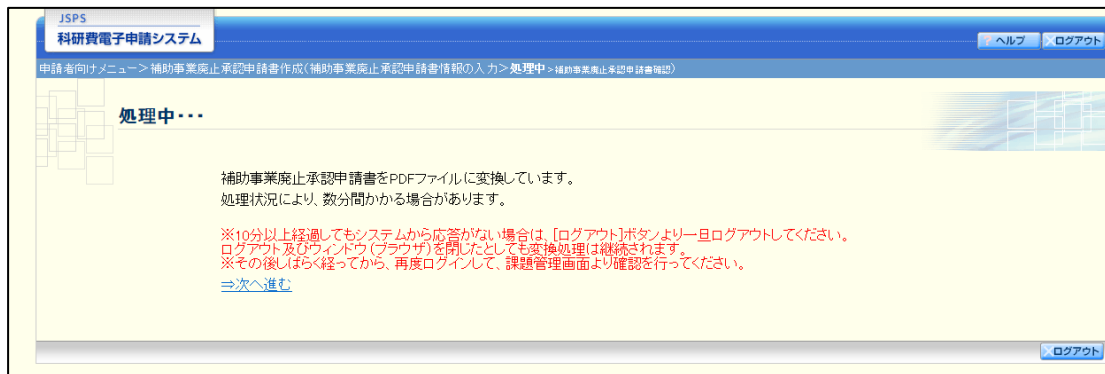 JSPS
科研費電子申請システム
ヘルプ
ログアウト
申請者向けメニュー>補助事業廃止承認申請書作成(補助事業廃止承認申請書情報の入力>処理中>補助事業廃止承認申請書確認)
処理中・・・
補助事業廃止承認申請書をPDFファイルに変換しています。
処理状況により、数分間かかる場合があります。
※10分以上経過してもシステムから応答がない場合は、[ログアウト]ボタンより一旦ログアウトしてください。
ログアウト及びウィンドウ(ブラウザ)を閉じたとしても変換処理は継続されます。
※その後しばらく経ってから、再度ログインして、課題管理画面より確認を行ってください。
⇒次へ進む
ログアウト